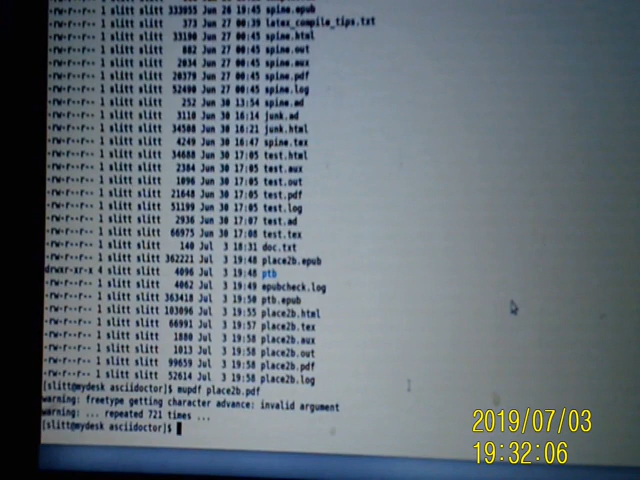 -rw-r--r-- 1 slitt slitt 333955 Jun 26 19:45 spine.epub
-rw-r--r-- 1 slitt slitt 373 Jun 27 00:39 latex_compile_tips.txt
-rw-r--r-- 1 slitt slitt 33100 Jun 27 00:45 spine.html
-rw-r--r-- 1 slitt slitt 882 Jun 27 00:45 spine.out
-rw-r--r-- 1 slitt slitt 2034 Jun 27 00:45 spine.aux
-rw-r--r-- 1 slitt slitt 20379 Jun 27 00:45 spine.pdf
-rw-r--r-- 1 slitt slitt 52400 Jun 27 00:45 spine.log
-rw-r--r-- 1 slitt slitt 252 Jun 30 13:54 spine.ad
-rw-r--r-- 1 slitt slitt 3110 Jun 30 16:14 junk.ad
-rw-r--r-- 1 slitt slitt 34508 Jun 30 16:21 junk.html
-rw-r--r-- 1 slitt slitt 4249 Jun 30 16:47 spine.tex
-rw-r--r-- 1 slitt slitt 34688 Jun 30 17:05 test.html
-rw-r--r-- 1 slitt slitt 2384 Jun 30 17:05 test.aux
-rw-r--r-- 1 slitt slitt 1096 Jun 30 17:05 test.out
-rw-r--r-- 1 slitt slitt 21648 Jun 30 17:05 test.pdf
-rw-r--r-- 1 slitt slitt 51199 Jun 30 17:05 test.log
-rw-r--r-- 1 slitt slitt 2936 Jun 30 17:07 test.ad
-rw-r--r-- 1 slitt slitt 66975 Jun 30 17:08 test.tex
-rw-r--r-- 1 slitt slitt 140 Jul 3 18:31 doc.txt
-rw-r--r-- 1 slitt slitt 362221 Jul 3 19:48 place2b.epub
drwxr-xr-x 4 slitt slitt 4096 Jul 3 19:48 ptb
-rw-r--r-- 1 slitt slitt 4062 Jul 3 19:49 epubcheck.log
-rw-r--r-- 1 slitt slitt 363418 Jul 3 19:50 ptb.epub
-rw-r--r-- 1 slitt slitt 103096 Jul 3 19:55 place2b.html
-rw-r--r-- 1 slitt slitt 66991 Jul 3 19:57 place2b.tex
-rw-r--r-- 1 slitt slitt 1880 Jul 3 19:58 place2b.aux
-rw-r--r-- 1 slitt slitt 1013 Jul 3 19:58 place2b.out
-rw-r--r-- 1 slitt slitt 99659 Jul 3 19:58 place2b.pdf
-rw-r--r-- 1 slitt slitt 52614 Jul 3 19:58 place2b.log
[slitt@mydesk asciidoctor]$ mupdf place2b.pdf
warning: freetype getting character advance: invalid argument
warning: ... repeated 721 times ...
[slitt@mydesk asciidoctor]$
2019/07/03
19:32:06